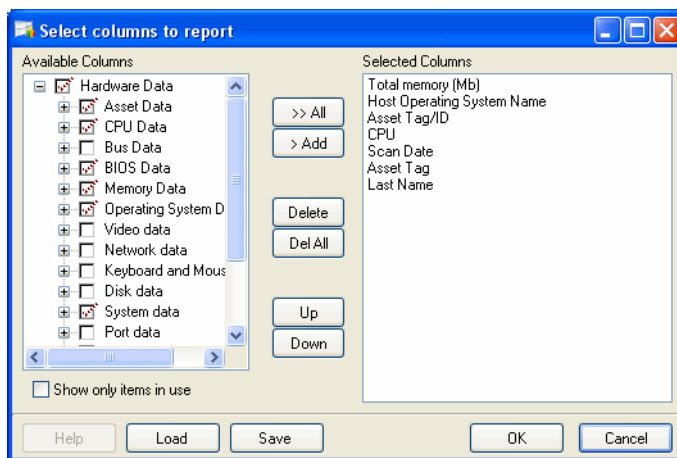 Select columns to report
Available Columns
Hardware Data
Asset Data
CPU Data
Bus Data
BIOS Data
Memory Data
Operating System D
Video data
Network data
Keyboard and Mous
Disk data
System data
Port data
Show only items in use
>> All
> Add
Delete
Del All
Up
Down
Selected Columns
Total memory (Mb)
Host Operating System Name
Asset Tag/ID
CPU
Scan Date
Asset Tag
Last Name
Help
Load
Save
OK
Cancel